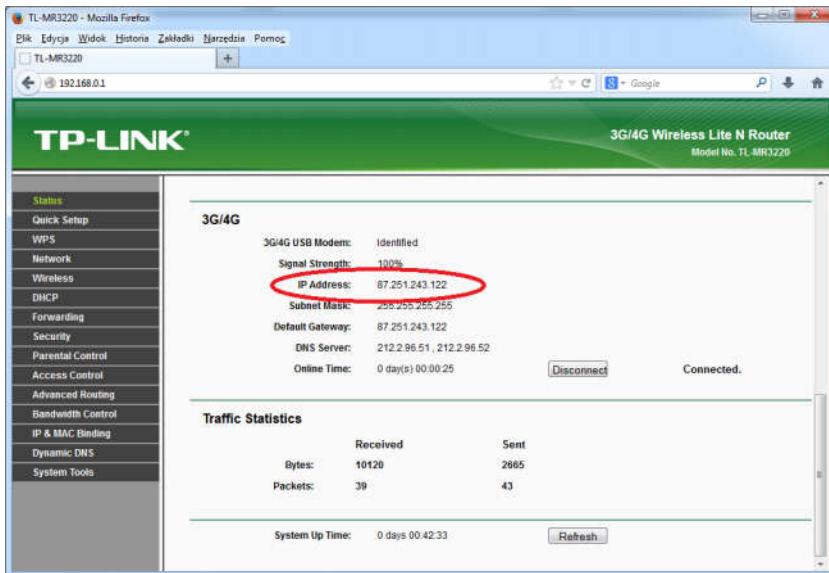 TL-MR3220 - Mozilla Firefox
Plik Edycja Widok Historia Zakładki Narzędzia Pomoc
TL-MR3220 +
192.168.0.1 8 - Google
TP-LINK®
3G/4G Wireless Lite N Router
Model No. TL-MR3220
Status
Quick Setup
WPS
Network
Wireless
DHCP
Forwarding
Security
Parental Control
Access Control
Advanced Routing
Bandwidth Control
IP & MAC Binding
Dynamic DNS
System Tools
3G/4G
3G/4G USB Modem: Identified
Signal Strength: 100%
IP Address: 87.251.243.122
Subnet Mask: 255.255.255.255
Default Gateway: 87.251.243.122
DNS Server: 212.2.96.51 , 212.2.96.52
Online Time: 0 day(s) 00:00:25 Disconnect Connected.
Traffic Statistics
Received Sent
Bytes: 10120 2665
Packets: 39 43
System Up Time: 0 days 00:42:33 Refresh